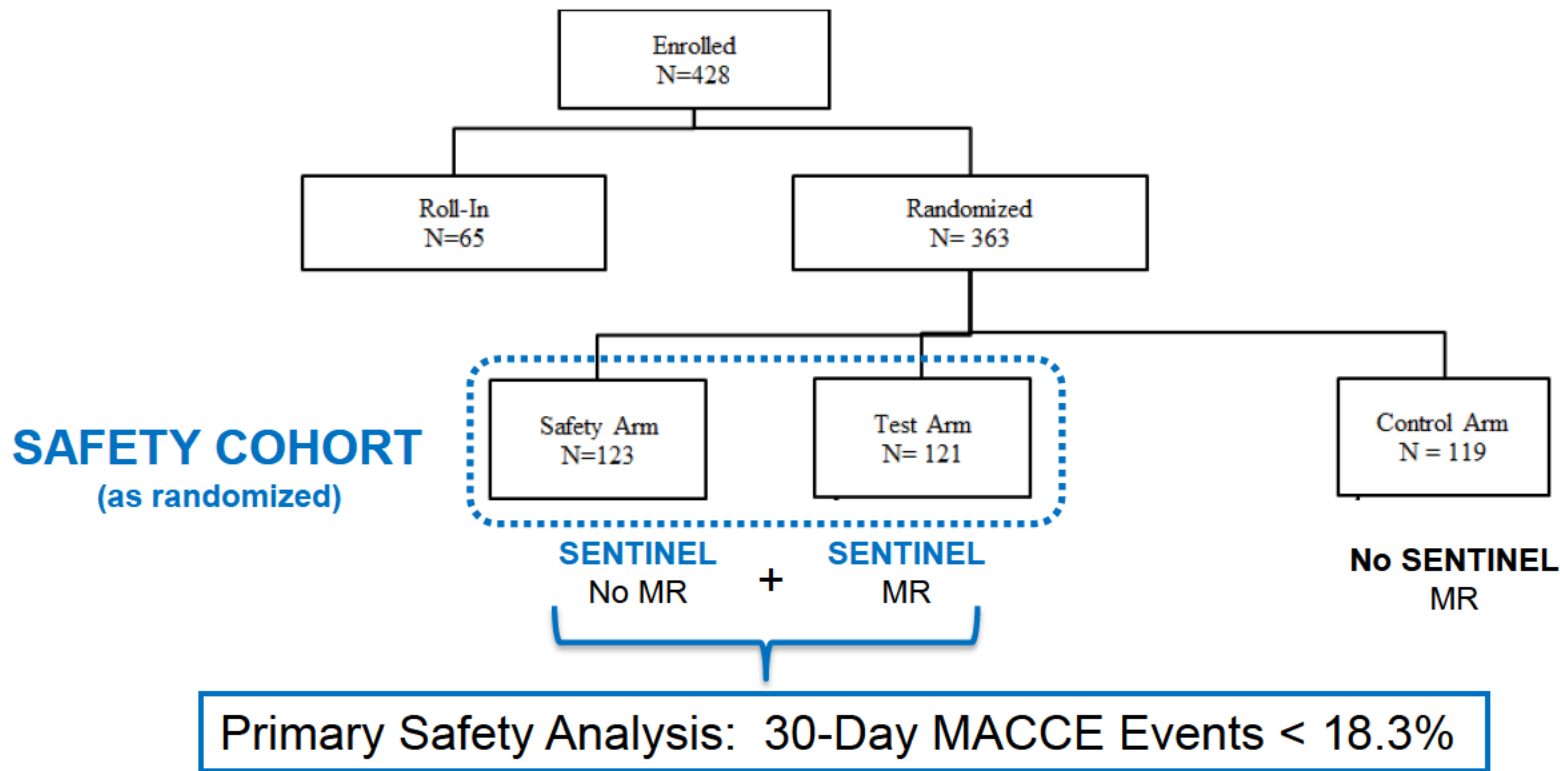 Enrolled
N=428
Roll-In
N=65
Randomized
N= 363
SAFETY COHORT
(as randomized)
Safety Arm
N=123
Test Arm
N= 121
Control Arm
N = 119
SENTINEL
No MR
+
SENTINEL
MR
No SENTINEL
MR
Primary Safety Analysis: 30-Day MACCE Events < 18.3%